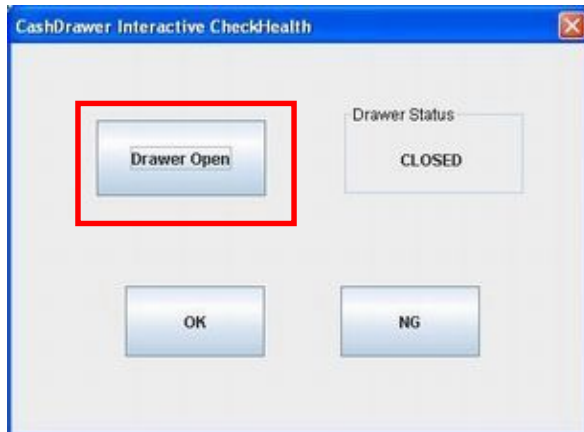 CashDrawer Interactive CheckHealth
Drawer Open
Drawer Status
CLOSED
OK
NG